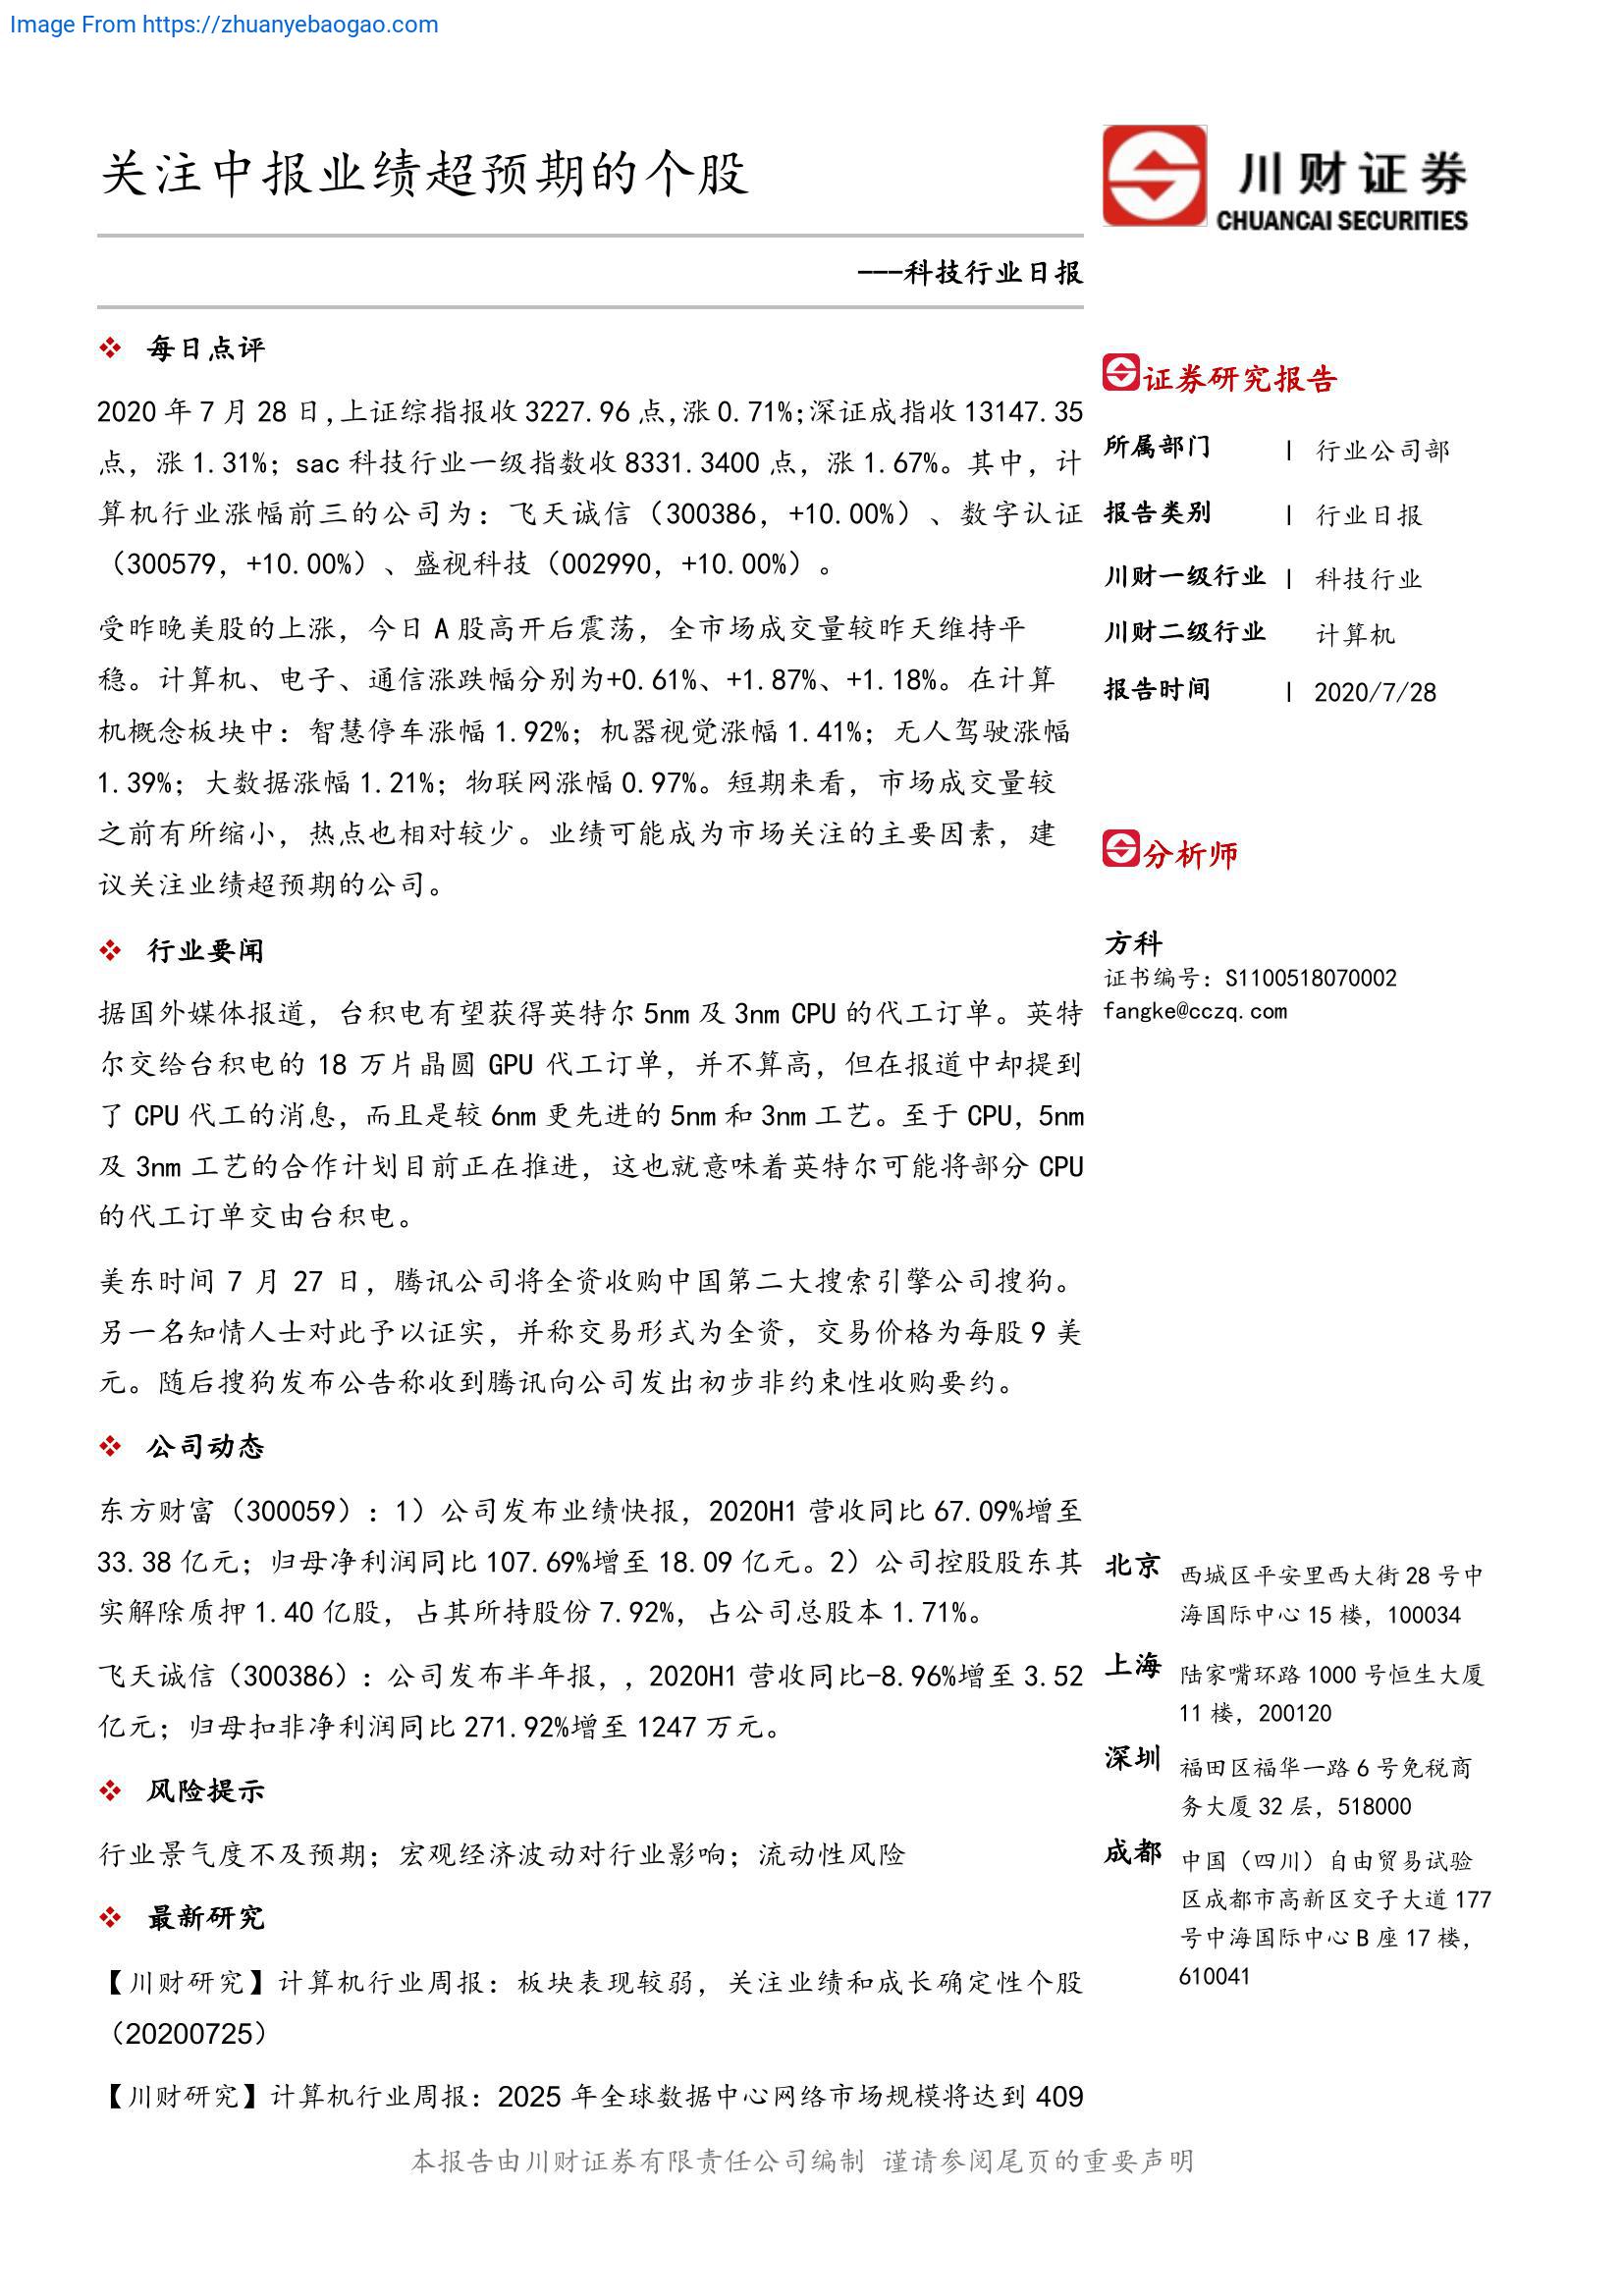 Image From https://zhuanyebaogao.com
关注中报业绩超预期的个股
川财证券
CHUANCAI SECURITIES
---科技行业日报
❖ 每日点评
2020 年 7 月 28 日,上证综指报收 3227.96 点,涨 0.71%;深证成指收 13147.35
点，涨 1.31%；sac 科技行业一级指数收 8331.3400 点，涨 1.67%。其中，计
算机行业涨幅前三的公司为：飞天诚信（300386，+10.00%）、数字认证
（300579，+10.00%）、盛视科技（002990，+10.00%）。
受昨晚美股的上涨，今日 A 股高开后震荡，全市场成交量较昨天维持平
稳。计算机、电子、通信涨跌幅分别为+0.61%、+1.87%、+1.18%。在计算
机概念板块中：智慧停车涨幅 1.92%；机器视觉涨幅 1.41%；无人驾驶涨幅
1.39%；大数据涨幅 1.21%；物联网涨幅 0.97%。短期来看，市场成交量较
之前有所缩小，热点也相对较少。业绩可能成为市场关注的主要因素，建
议关注业绩超预期的公司。
❖ 行业要闻
据国外媒体报道，台积电有望获得英特尔 5nm 及 3nm CPU 的代工订单。英特
尔交给台积电的 18 万片晶圆 GPU 代工订单，并不算高，但在报道中却提到
了 CPU 代工的消息，而且是较 6nm 更先进的 5nm 和 3nm 工艺。至于 CPU，5nm
及 3nm 工艺的合作计划目前正在推进，这也就意味着英特尔可能将部分 CPU
的代工订单交由台积电。
美东时间 7 月 27 日，腾讯公司将全资收购中国第二大搜索引擎公司搜狗。
另一名知情人士对此予以证实，并称交易形式为全资，交易价格为每股 9 美
元。随后搜狗发布公告称收到腾讯向公司发出初步非约束性收购要约。
❖ 公司动态
东方财富（300059）：1）公司发布业绩快报，2020H1 营收同比 67.09%增至
33.38 亿元；归母净利润同比 107.69%增至 18.09 亿元。2）公司控股股东其
实解除质押 1.40 亿股，占其所持股份 7.92%，占公司总股本 1.71%。
飞天诚信（300386）：公司发布半年报，，2020H1 营收同比-8.96%增至 3.52
亿元；归母扣非净利润同比 271.92%增至 1247 万元。
❖ 风险提示
行业景气度不及预期；宏观经济波动对行业影响；流动性风险
❖ 最新研究
【川财研究】计算机行业周报：板块表现较弱，关注业绩和成长确定性个股
（20200725）
【川财研究】计算机行业周报：2025 年全球数据中心网络市场规模将达到 409
证券研究报告
所属部门 | 行业公司部
报告类别 | 行业日报
川财一级行业 | 科技行业
川财二级行业 计算机
报告时间 | 2020/7/28
分析师
方科
证书编号：S1100518070002
fangke@cczq.com
北京 西城区平安里西大街 28 号中
海国际中心 15 楼，100034
上海 陆家嘴环路 1000 号恒生大厦
11 楼，200120
深圳 福田区福华一路 6 号免税商
务大厦 32 层，518000
成都 中国（四川）自由贸易试验
区成都市高新区交子大道 177
号中海国际中心 B 座 17 楼，
610041
本报告由川财证券有限责任公司编制 谨请参阅尾页的重要声明